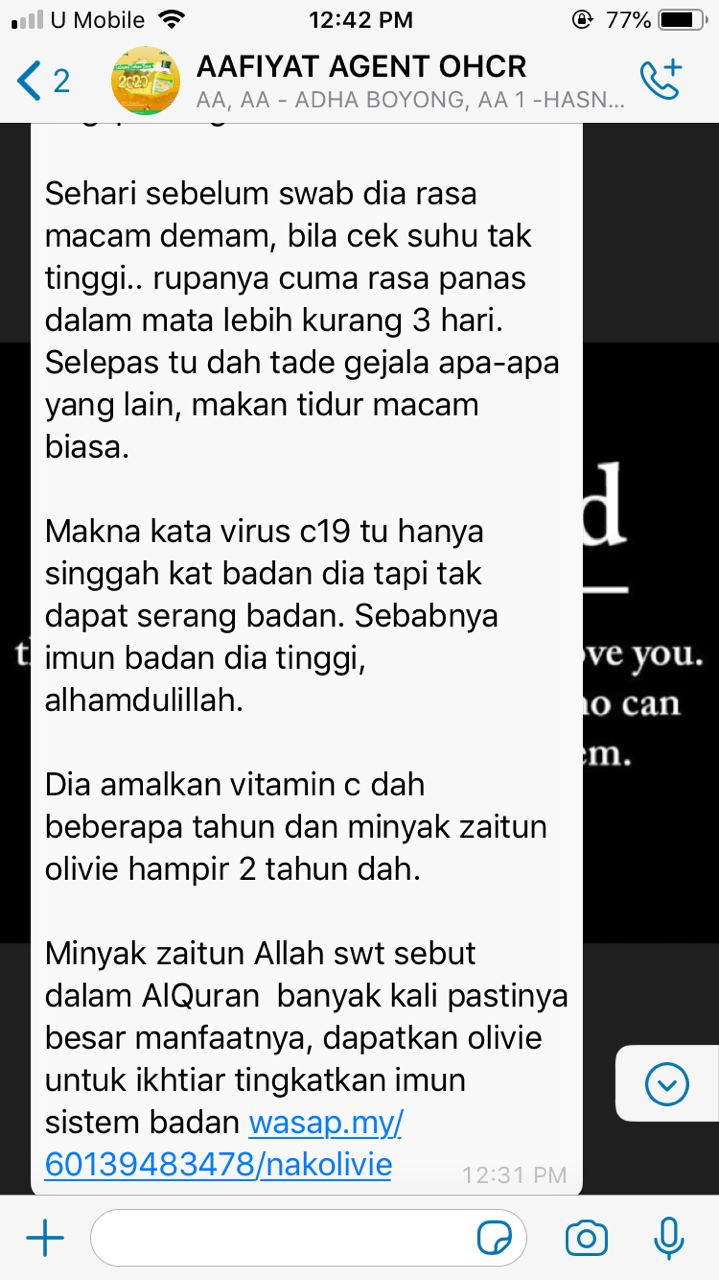 U Mobile 12:42 PM 77%
2 AAFIYAT AGENT OHCR
AA, AA - ADHA BOYONG, AA 1 -HASN...
Sehari sebelum swab dia rasa
macam demam, bila cek suhu tak
tinggi.. rupanya cuma rasa panas
dalam mata lebih kurang 3 hari.
Selepas tu dah tade gejala apa-apa
yang lain, makan tidur macam
biasa.
Makna kata virus c19 tu hanya
singgah kat badan dia tapi tak
dapat serang badan. Sebabnya
imun badan dia tinggi,
alhamdulillah.
Dia amalkan vitamin c dah
beberapa tahun dan minyak zaitun
olivie hampir 2 tahun dah.
Minyak zaitun Allah swt sebut
dalam AlQuran  banyak kali pastinya
besar manfaatnya, dapatkan olivie
untuk ikhtiar tingkatkan imun
sistem badan wasap.my/
60139483478/nakolivie
12:31 PM
d
ve you.
o can
em.